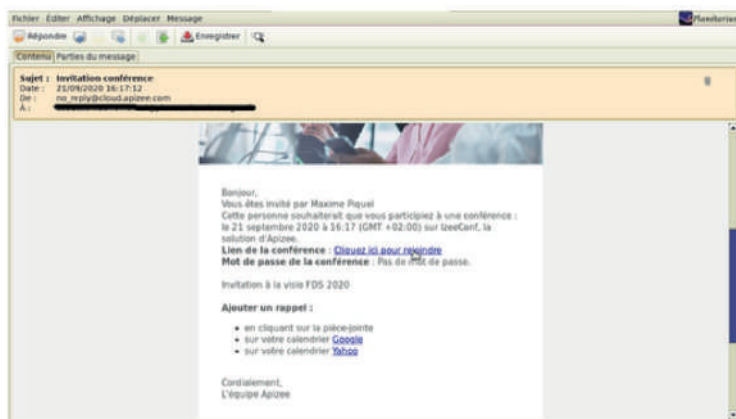 Fichier Éditer Affichage Déplacer Message
Planétarium
Répondre Enregistrer
Contenu Parties du message
Sujet : Invitation conférence
Date : 21/09/2020 16:17:12
De : no_reply@cloud.apizee.com
À :
Bonjour,
Vous êtes invité par Maxime Piquel
Cette personne souhaiterait que vous participiez à une conférence :
le 21 septembre 2020 à 16:17 (GMT +02:00) sur IzeeConf, la
solution d'Apizee.
Lien de la conférence : Cliquez ici pour rejoindre
Mot de passe de la conférence : Pas de mot de passe.
Invitation à la visio FDS 2020
Ajouter un rappel :
en cliquant sur la pièce-jointe
sur votre calendrier Google
sur votre calendrier Yahoo
Cordialement,
L'équipe Apizee